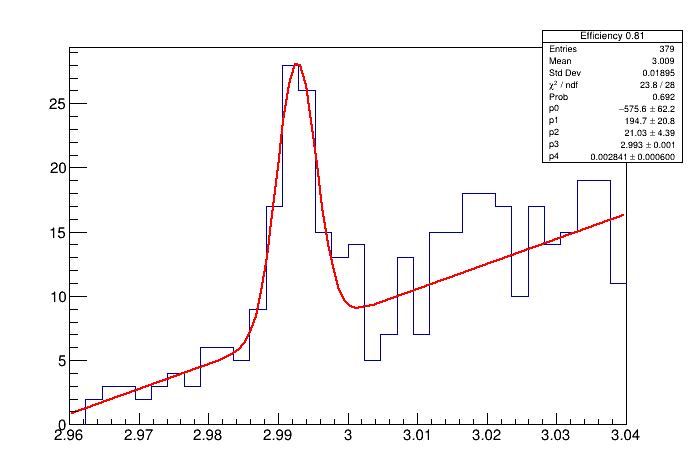 Efficiency 0.81
Entries 379
Mean 3.009
Std Dev 0.01895
χ² / ndf 23.8 / 28
Prob 0.692
p0 −575.6 ± 62.2
p1 194.7 ± 20.8
p2 21.03 ± 4.39
p3 2.993 ± 0.001
p4 0.002841 ± 0.000600
25
20
15
10
5
0
2.96 2.97 2.98 2.99 3 3.01 3.02 3.03 3.04